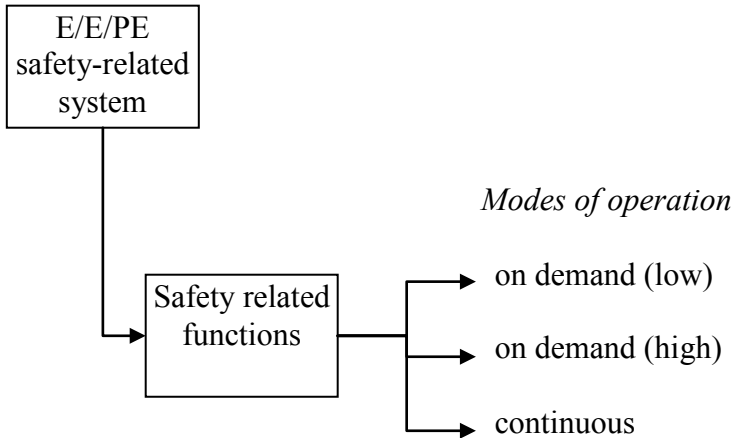 E/E/PE
safety-related
system
Modes of operation
on demand (low)
Safety related
functions
on demand (high)
continuous